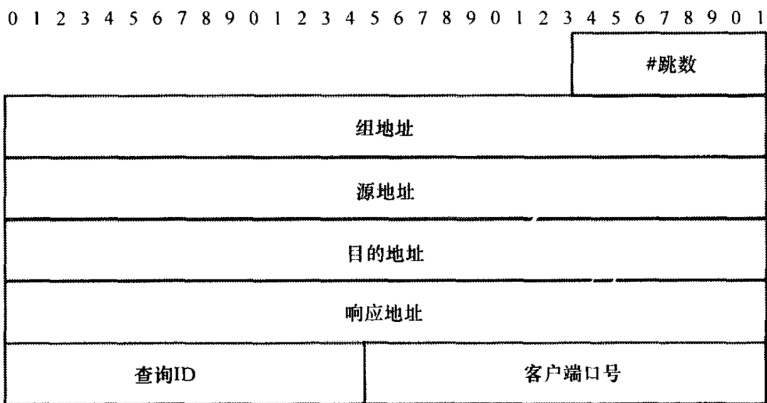 0 1 2 3 4 5 6 7 8 9 0 1 2 3 4 5 6 7 8 9 0 1 2 3 4 5 6 7 8 9 0 1
#跳数
组地址
源地址
目的地址
响应地址
查询ID 客户端口号